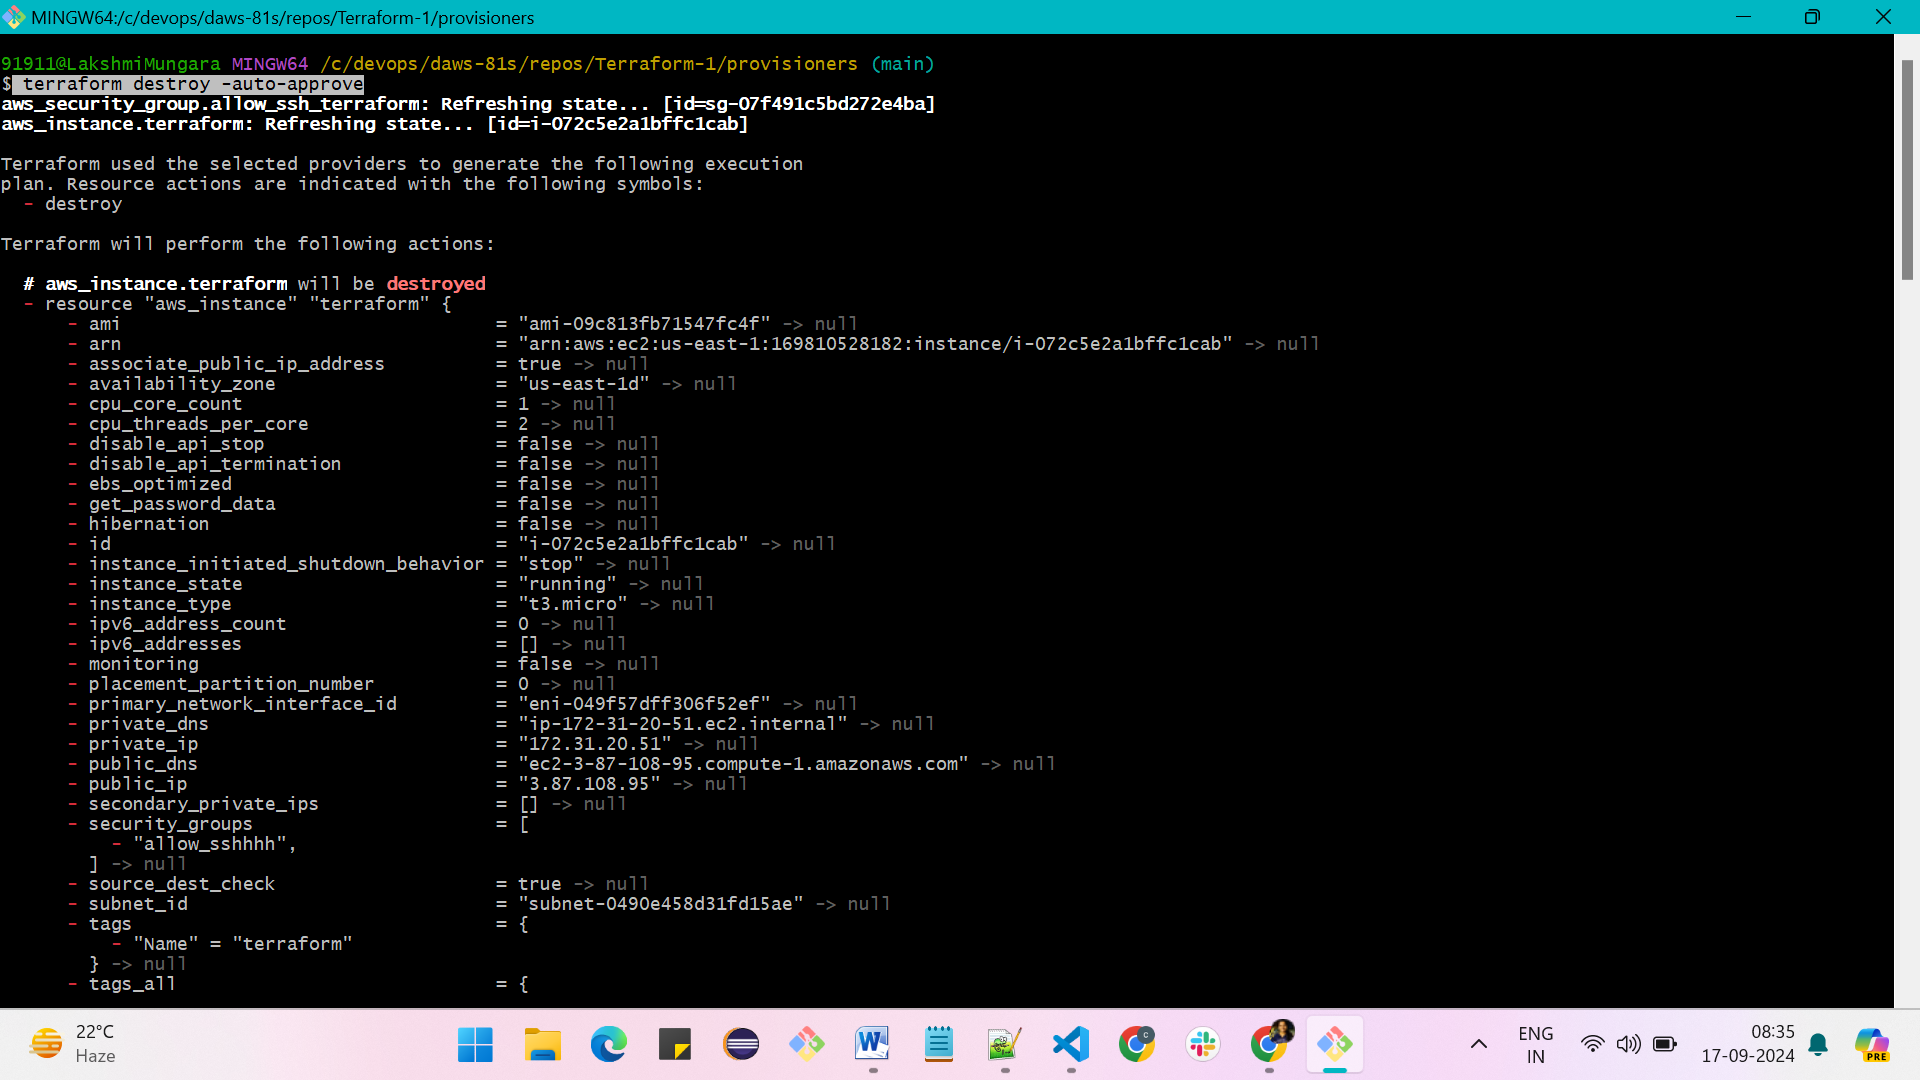 MINGW64:/c/devops/daws-81s/repos/Terraform-1/provisioners
91911@LakshmiMungara MINGW64 /c/devops/daws-81s/repos/Terraform-1/provisioners (main)
$ terraform destroy -auto-approve
aws_security_group.allow_ssh_terraform: Refreshing state... [id=sg-07f491c5bd272e4ba]
aws_instance.terraform: Refreshing state... [id=i-072c5e2a1bffc1cab]
Terraform used the selected providers to generate the following execution
plan. Resource actions are indicated with the following symbols:
  - destroy
Terraform will perform the following actions:
  # aws_instance.terraform will be destroyed
  - resource "aws_instance" "terraform" {
      - ami                                  = "ami-09c813fb71547fc4f" -> null
      - arn                                  = "arn:aws:ec2:us-east-1:169810528182:instance/i-072c5e2a1bffc1cab" -> null
      - associate_public_ip_address          = true -> null
      - availability_zone                    = "us-east-1d" -> null
      - cpu_core_count                       = 1 -> null
      - cpu_threads_per_core                 = 2 -> null
      - disable_api_stop                     = false -> null
      - disable_api_termination              = false -> null
      - ebs_optimized                        = false -> null
      - get_password_data                    = false -> null
      - hibernation                          = false -> null
      - id                                   = "i-072c5e2a1bffc1cab" -> null
      - instance_initiated_shutdown_behavior = "stop" -> null
      - instance_state                       = "running" -> null
      - instance_type                        = "t3.micro" -> null
      - ipv6_address_count                   = 0 -> null
      - ipv6_addresses                       = [] -> null
      - monitoring                           = false -> null
      - placement_partition_number           = 0 -> null
      - primary_network_interface_id         = "eni-049f57dff306f52ef" -> null
      - private_dns                          = "ip-172-31-20-51.ec2.internal" -> null
      - private_ip                           = "172.31.20.51" -> null
      - public_dns                           = "ec2-3-87-108-95.compute-1.amazonaws.com" -> null
      - public_ip                            = "3.87.108.95" -> null
      - secondary_private_ips                = [] -> null
      - security_groups                      = [
          - "allow_sshhhh",
        ] -> null
      - source_dest_check                    = true -> null
      - subnet_id                            = "subnet-0490e458d31fd15ae" -> null
      - tags                                 = {
          - "Name" = "terraform"
        } -> null
      - tags_all                             = {
22°C
Haze
ENG
IN
08:35
17-09-2024
PRE